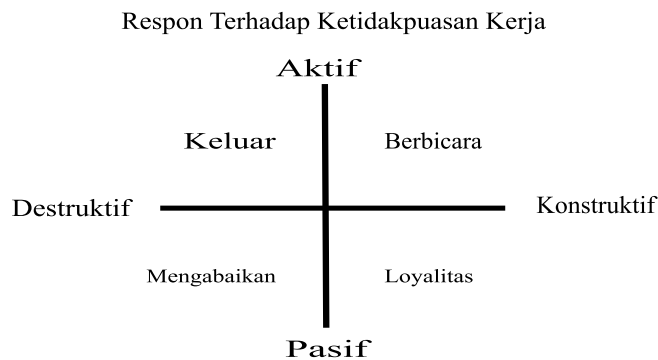 Respon Terhadap Ketidakpuasan Kerja
Aktif
Keluar
Berbicara
Destruktif
Konstruktif
Mengabaikan
Loyalitas
Pasif